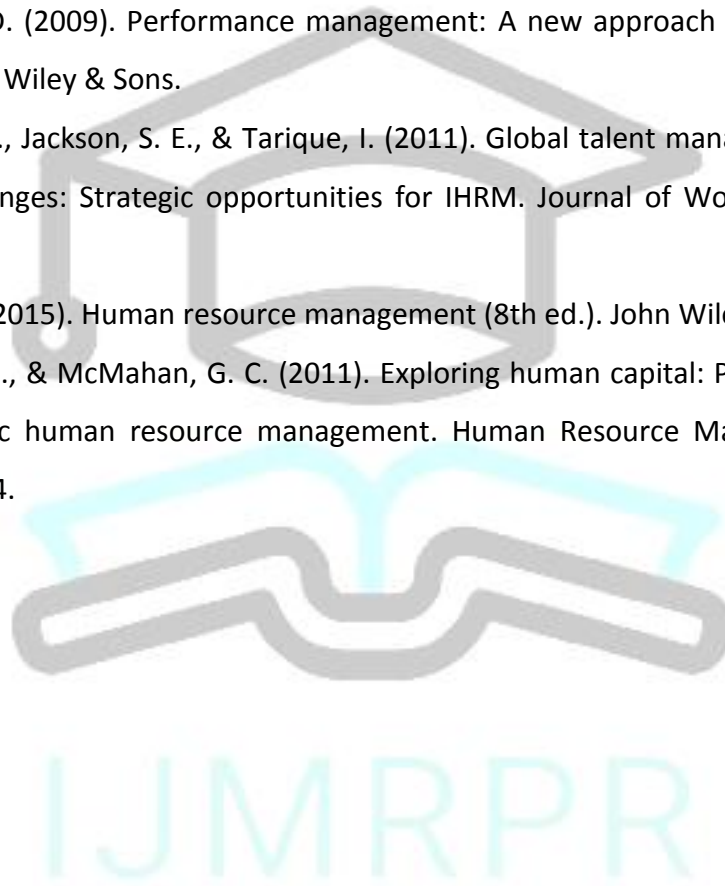 D. (2009). Performance management: A new approach
Wiley & Sons.
., Jackson, S. E., & Tarique, I. (2011). Global talent mana
nges: Strategic opportunities for IHRM. Journal of Wo
2015). Human resource management (8th ed.). John Wile
., & McMahan, G. C. (2011). Exploring human capital: P
c human resource management. Human Resource Ma
4.
IJMRPR